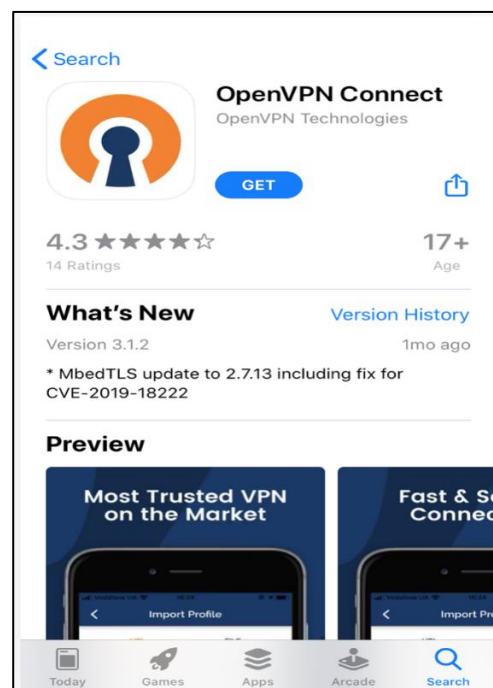 Search
OpenVPN Connect
OpenVPN Technologies
GET
4.3
17+
14 Ratings
Age
What's New
Version History
Version 3.1.2
1mo ago
* MbedTLS update to 2.7.13 including fix for
CVE-2019-18222
Preview
Most Trusted VPN
on the Market
Fast &
Import Profile
Import
Today
Games
Apps
Arcade
Search